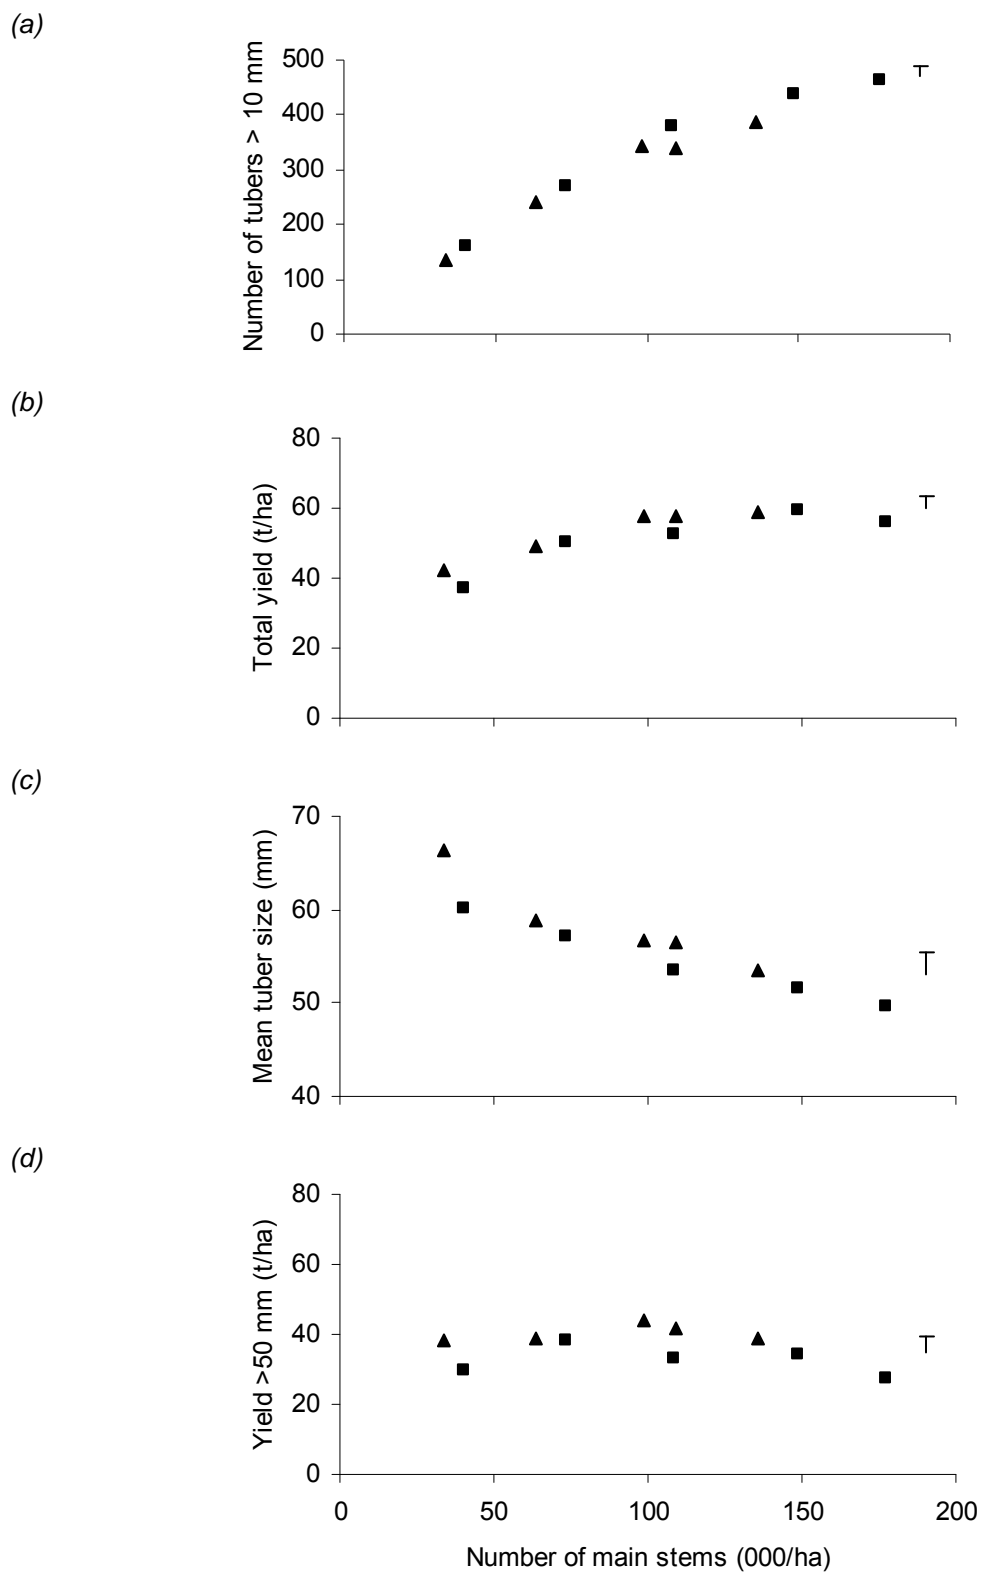 (a)
Number of tubers > 10 mm
500
400
300
200
100
0
(b)
Total yield (t/ha)
80
60
40
20
0
(c)
Mean tuber size (mm)
70
60
50
40
(d)
Yield >50 mm (t/ha)
80
60
40
20
0
0 50 100 150 200
Number of main stems (000/ha)